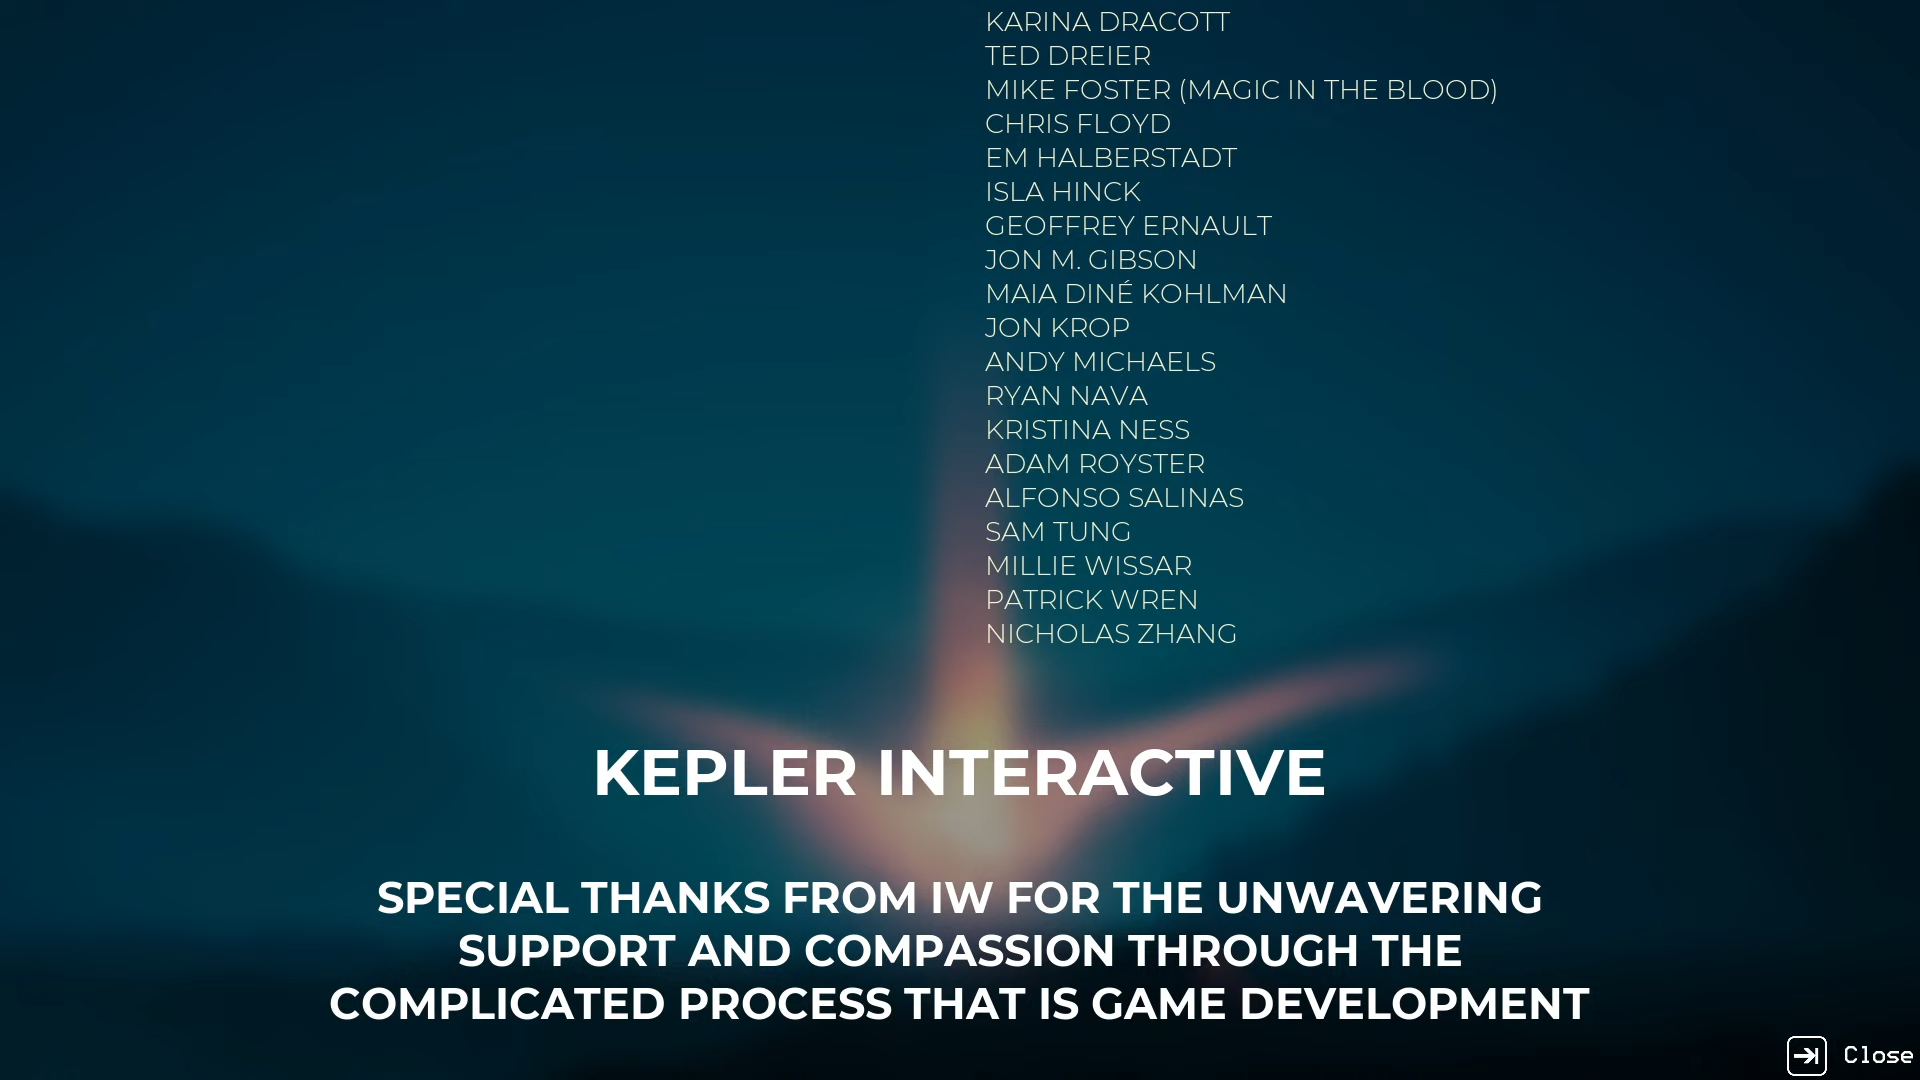 KARINA DRACOTT
TED DREIER
MIKE FOSTER (MAGIC IN THE BLOOD)
CHRIS FLOYD
EM HALBERSTADT
ISLA HINCK
GEOFFREY ERNAULT
JON M. GIBSON
MAIA DINÉ KOHLMAN
JON KROP
ANDY MICHAELS
RYAN NAVA
KRISTINA NESS
ADAM ROYSTER
ALFONSO SALINAS
SAM TUNG
MILLIE WISSAR
PATRICK WREN
NICHOLAS ZHANG
KEPLER INTERACTIVE
SPECIAL THANKS FROM IW FOR THE UNWAVERING
SUPPORT AND COMPASSION THROUGH THE
COMPLICATED PROCESS THAT IS GAME DEVELOPMENT
Close